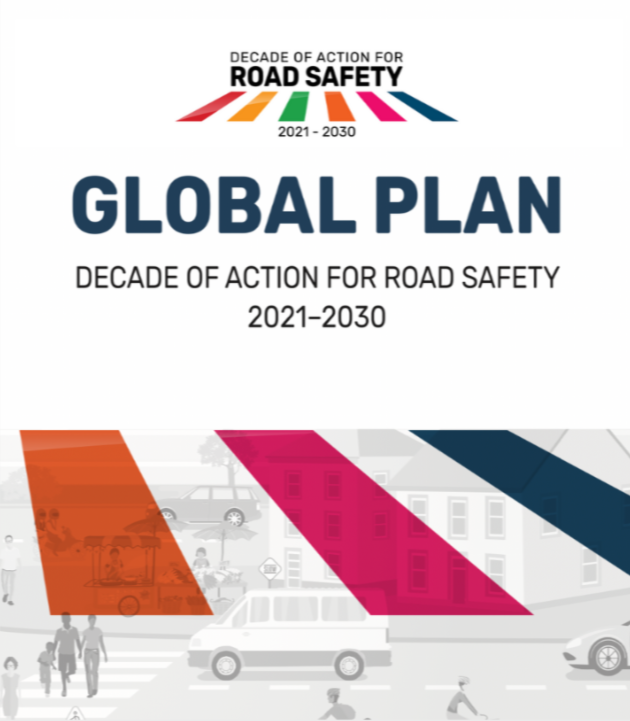 DECADE OF ACTION FOR
ROAD SAFETY
2021 - 2030
GLOBAL PLAN
DECADE OF ACTION FOR ROAD SAFETY
2021–2030